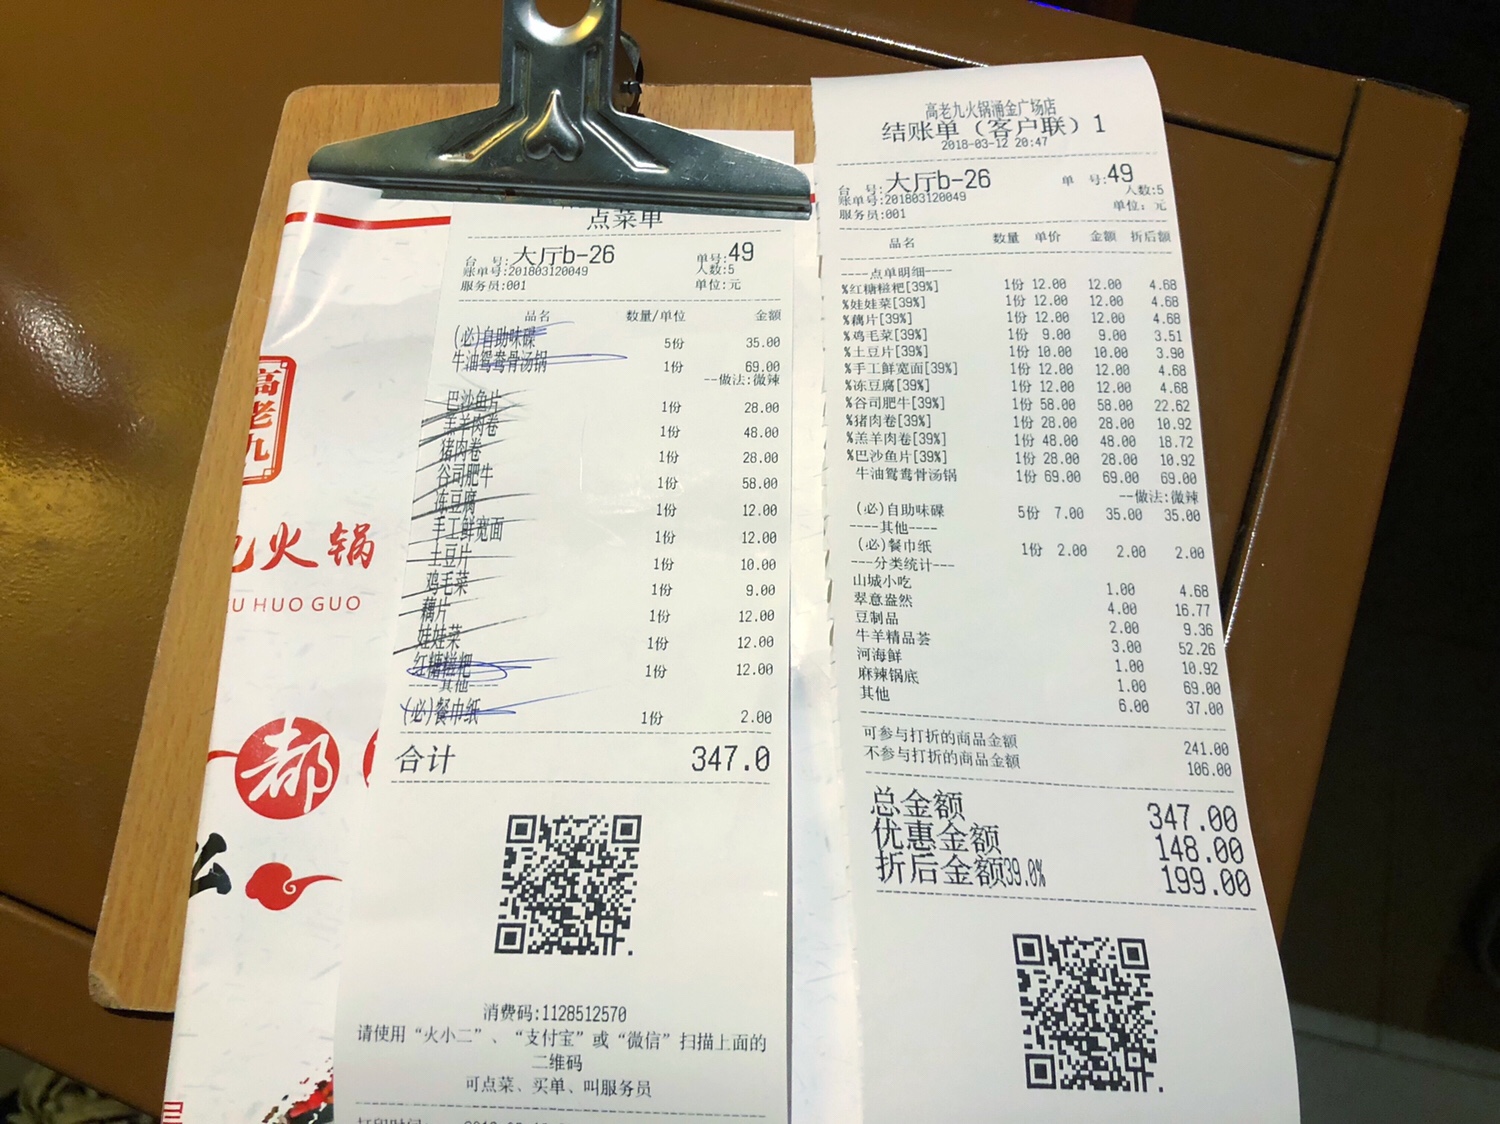 高老九
九火锅
U HUO GUO
郝
点菜单
台 号:大厅b-26 单号:49
账单号:201803120049 人数:5
服务员:001 单位:元
品名 数量/单位 金额
(必)自助味碟 5份 35.00
牛油鸳鸯骨汤锅 1份 69.00
--做法:微辣
巴沙鱼片 1份 28.00
羔羊肉卷 1份 48.00
猪肉卷 1份 28.00
谷司肥牛 1份 58.00
冻豆腐 1份 12.00
手工鲜宽面 1份 12.00
土豆片 1份 10.00
鸡毛菜 1份 9.00
藕片 1份 12.00
娃娃菜 1份 12.00
红糖糍粑 1份 12.00
----其他----
(必)餐巾纸 1份 2.00
合计 347.0
消费码:1128512570
请使用“火小二”、“支付宝”或“微信”扫描上面的
二维码
可点菜、买单、叫服务员
高老九火锅涌金广场店
结账单（客户联）1
2018-03-12 20:47
台 号:大厅b-26 单 号:49
账单号:201803120049 人数:5
服务员:001 单位: 元
品名 数量 单价 金额 折后额
----点单明细----
%红糖糍粑[39%] 1份 12.00 12.00 4.68
%娃娃菜[39%] 1份 12.00 12.00 4.68
%藕片[39%] 1份 12.00 12.00 4.68
%鸡毛菜[39%] 1份 9.00 9.00 3.51
%土豆片[39%] 1份 10.00 10.00 3.90
%手工鲜宽面[39%] 1份 12.00 12.00 4.68
%冻豆腐[39%] 1份 12.00 12.00 4.68
%谷司肥牛[39%] 1份 58.00 58.00 22.62
%猪肉卷[39%] 1份 28.00 28.00 10.92
%羔羊肉卷[39%] 1份 48.00 48.00 18.72
%巴沙鱼片[39%] 1份 28.00 28.00 10.92
牛油鸳鸯骨汤锅 1份 69.00 69.00 69.00
--做法:微辣
(必)自助味碟 5份 7.00 35.00 35.00
----其他----
(必)餐巾纸 1份 2.00 2.00 2.00
---分类统计---
山城小吃 1.00 4.68
翠意盎然 4.00 16.77
豆制品 2.00 9.36
牛羊精品荟 3.00 52.26
河海鲜 1.00 10.92
麻辣锅底 1.00 69.00
其他 6.00 37.00
可参与打折的商品金额 241.00
不参与打折的商品金额 106.00
总金额 347.00
优惠金额 148.00
折后金额39.0% 199.00